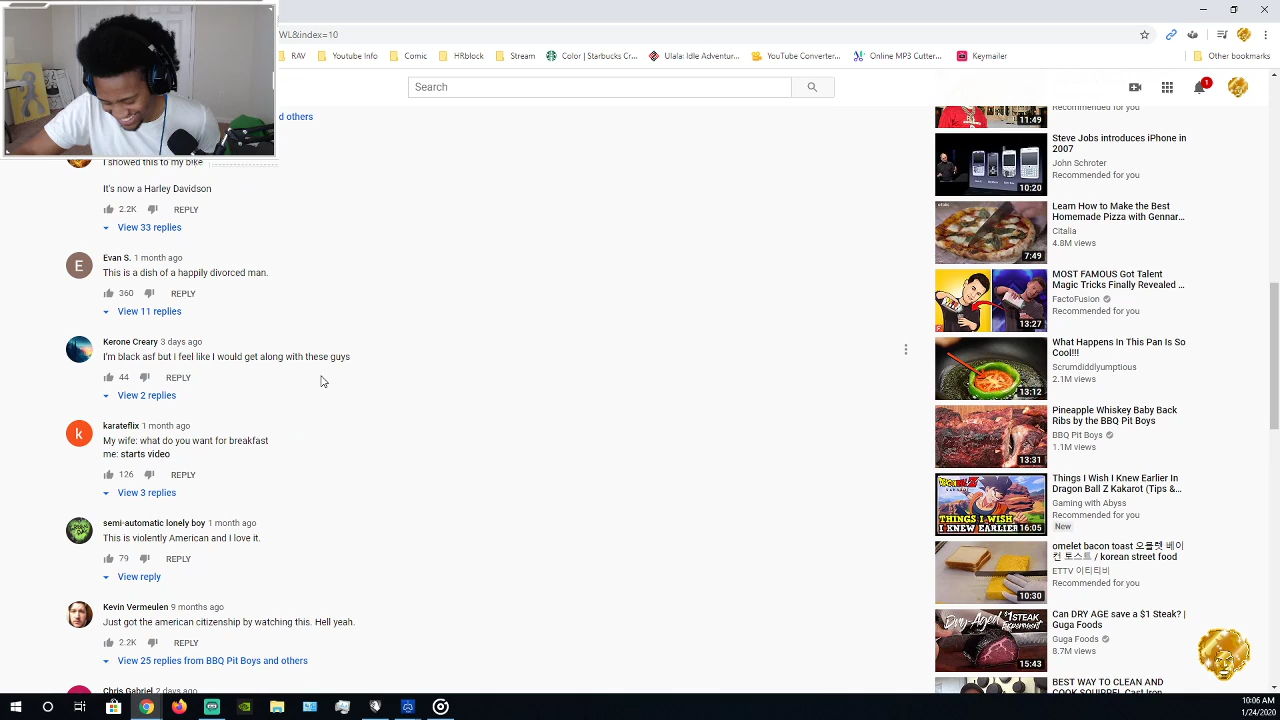 WL&index=10
RAV
Youtube Info
Comic
HRblock
Stream
Color | Starbucks Cr...
Ulala: Idle Adventur...
YouTube Converter...
Online MP3 Cutter...
Keymailer
Other bookmarks
Search
1
d others
I showed this to my bike
It's now a Harley Davidson
2.2K REPLY
View 33 replies
E
Evan S. 1 month ago
This is a dish of a happily divorced man.
360 REPLY
View 11 replies
Kerone Creary 3 days ago
I'm black asf but I feel like I would get along with these guys
44 REPLY
View 2 replies
k
karateflix 1 month ago
My wife: what do you want for breakfast
me: starts video
126 REPLY
View 3 replies
semi-automatic lonely boy 1 month ago
This is violently American and I love it.
79 REPLY
View reply
Kevin Vermeulen 9 months ago
Just got the american citizenship by watching this. Hell yeah.
2.2K REPLY
View 25 replies from BBQ Pit Boys and others
Chris Gabriel 2 days ago
11:49
Recommended for you
10:20
Steve Jobs introduces iPhone in
2007
John Schroter
Recommended for you
7:49
Learn How to Make the Best
Homemade Pizza with Gennar...
Citalia
4.8M views
13:27
MOST FAMOUS Got Talent
Magic Tricks Finally Revealed ...
FactoFusion
Recommended for you
13:12
What Happens In This Pan Is So
Cool!!!
Scrumdiddlyumptious
2.1M views
13:31
Pineapple Whiskey Baby Back
Ribs by the BBQ Pit Boys
BBQ Pit Boys
1.1M views
THINGS I WISH
I KNEW EARLIER
16:05
Things I Wish I Knew Earlier In
Dragon Ball Z Kakarot (Tips &...
Gaming with Abyss
Recommended for you
New
10:30
omelet bacon toast 오믈렛 베이
컨 토스트 / korean street food
ETTV 이티티비
Recommended for you
Dry-Aged $1 STEAK
Experiment
15:43
Can DRY AGE save a $1 Steak? |
Guga Foods
Guga Foods
8.7M views
BEST WAY TO CLEAN AND
COOK SQUIRREL Cast Iron
10:06 AM
1/24/2020